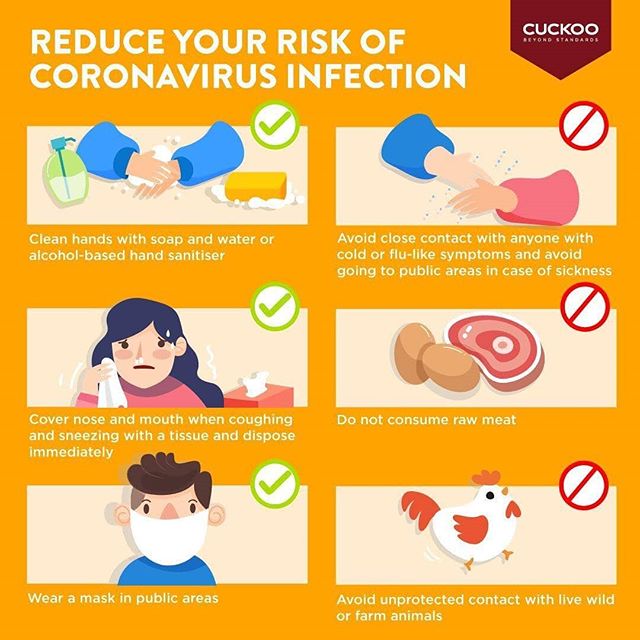 REDUCE YOUR RISK OF
CORONAVIRUS INFECTION
CUCKOO
BEYOND STANDARDS
Clean hands with soap and water or
alcohol-based hand sanitiser
Avoid close contact with anyone with
cold or flu-like symptoms and avoid
going to public areas in case of sickness
Cover nose and mouth when coughing
and sneezing with a tissue and dispose
immediately
Do not consume raw meat
Wear a mask in public areas
Avoid unprotected contact with live wild
or farm animals